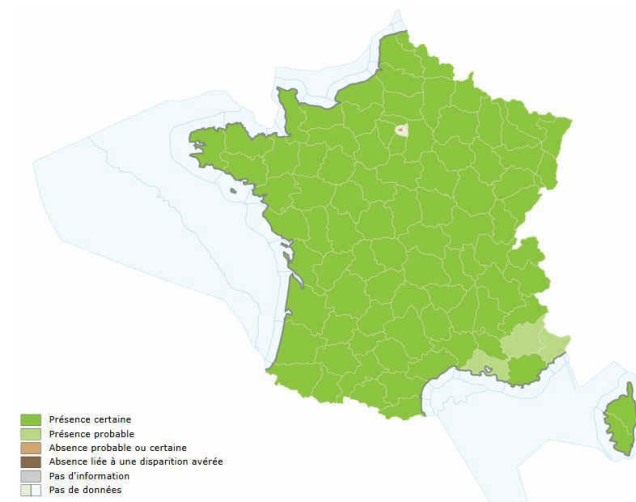 Présence certaine
Présence probable
Absence probable ou certaine
Absence liée à une disparition avérée
Pas d'information
Pas de données